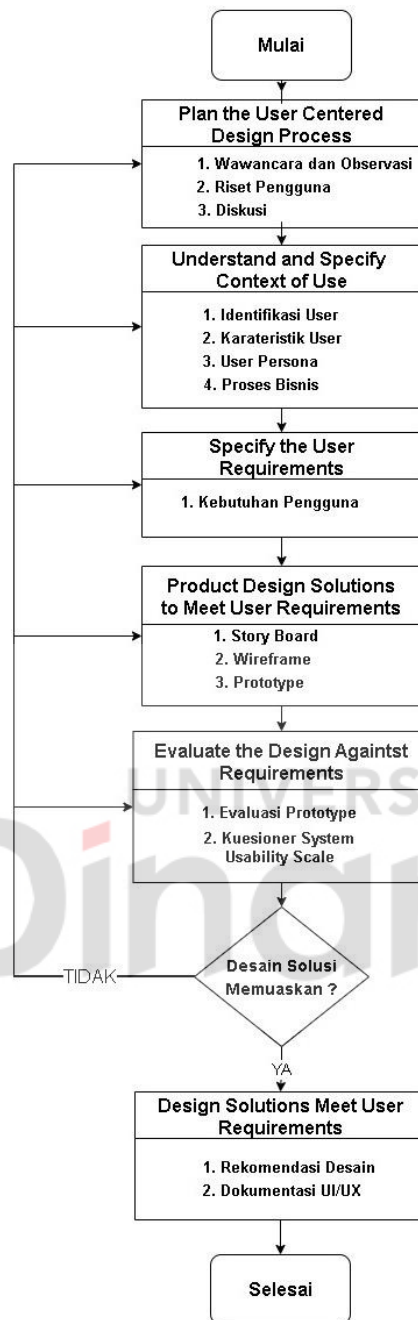 Mulai
Plan the User Centered
Design Process
1. Wawancara dan Observasi
2. Riset Pengguna
3. Diskusi
Understand and Specify
Context of Use
1. Identifikasi User
2. Karateristik User
3. User Persona
4. Proses Bisnis
Specify the User
Requirements
1. Kebutuhan Pengguna
Product Design Solutions
to Meet User Requirements
1. Story Board
2. Wireframe
3. Prototype
Evaluate the Design Againtst
Requirements
UNIVERS
1. Evaluasi Prototype
2. Kuesioner System
Usability Scale
Dinam
Desain Solusi
Memuaskan ?
TIDAK
YA
Design Solutions Meet User
Requirements
1. Rekomendasi Desain
2. Dokumentasi UI/UX
Selesai